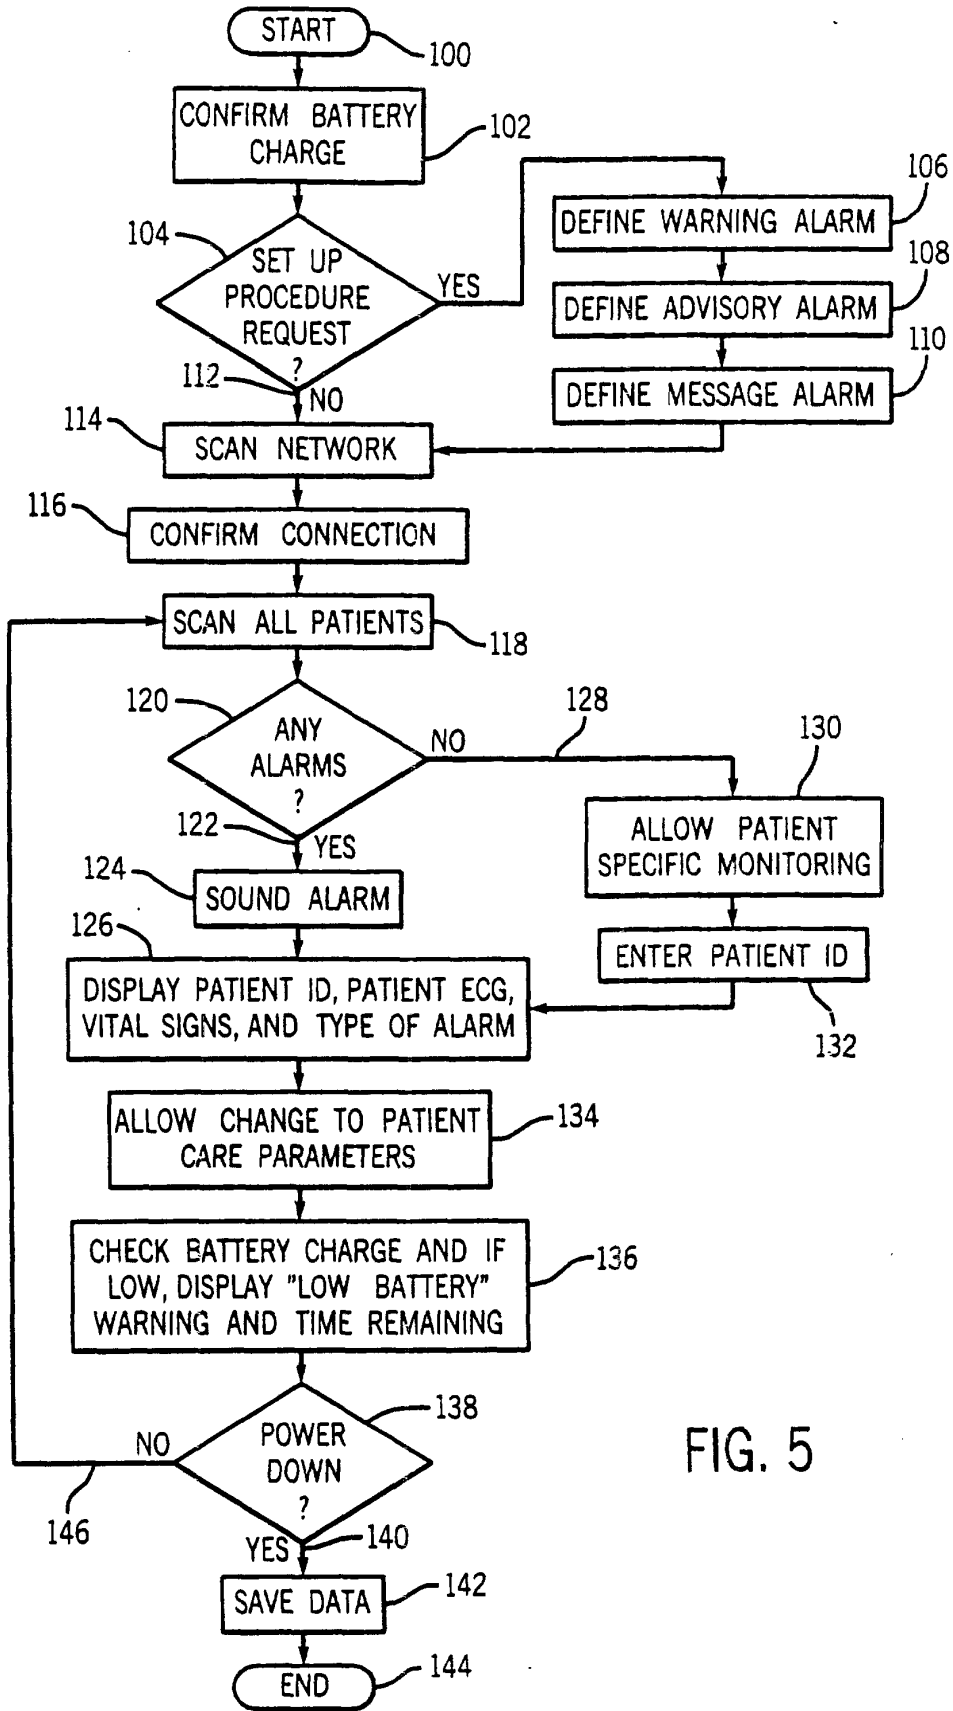 START
100
CONFIRM BATTERY
CHARGE
102
104
SET UP
PROCEDURE
REQUEST
?
YES
106
DEFINE WARNING ALARM
108
DEFINE ADVISORY ALARM
110
DEFINE MESSAGE ALARM
112
NO
114
SCAN NETWORK
116
CONFIRM CONNECTION
SCAN ALL PATIENTS
118
120
ANY
ALARMS
?
NO
128
130
ALLOW PATIENT
SPECIFIC MONITORING
122
YES
124
SOUND ALARM
ENTER PATIENT ID
132
126
DISPLAY PATIENT ID, PATIENT ECG,
VITAL SIGNS, AND TYPE OF ALARM
ALLOW CHANGE TO PATIENT
CARE PARAMETERS
134
CHECK BATTERY CHARGE AND IF
LOW, DISPLAY "LOW BATTERY"
WARNING AND TIME REMAINING
136
138
POWER
DOWN
?
NO
146
YES
140
SAVE DATA
142
END
144
FIG. 5